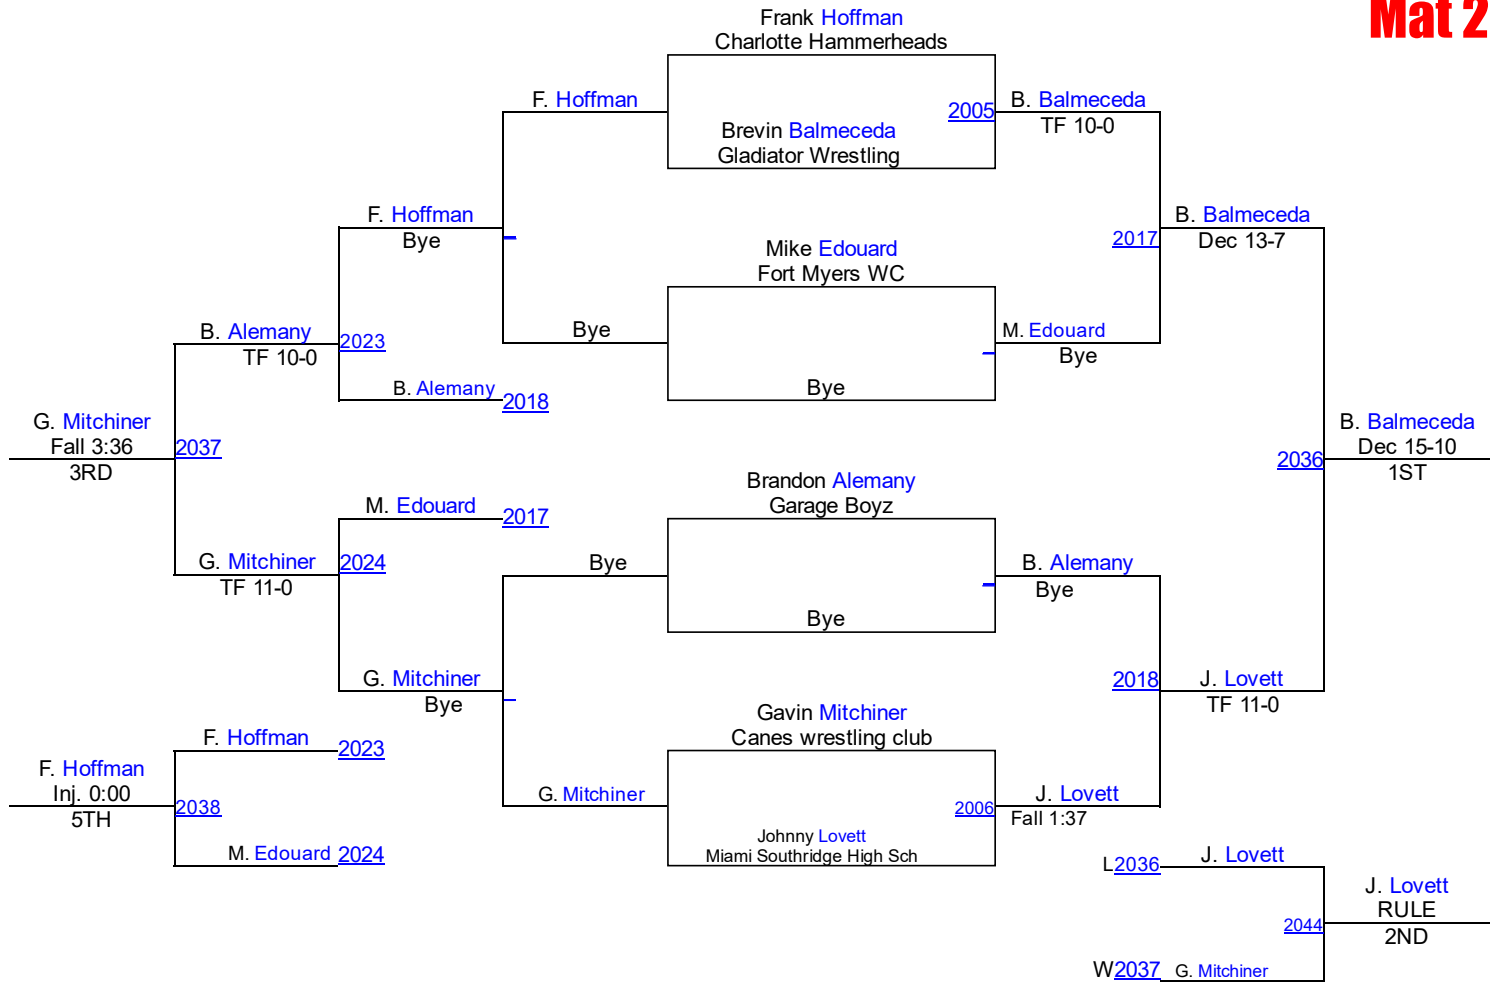 Mat 2
Frank Hoffman
Charlotte Hammerheads
F. Hoffman
2005
B. Balmeceda
TF 10-0
Brevin Balmeceda
Gladiator Wrestling
F. Hoffman
Bye
B. Balmeceda
2017
Dec 13-7
Mike Edouard
Fort Myers WC
Bye
M. Edouard
Bye
Bye
B. Alemany
2023
TF 10-0
B. Alemany
2018
G. Mitchiner
Fall 3:36
2037
3RD
B. Balmeceda
Dec 15-10
2036
1ST
Brandon Alemany
Garage Boyz
M. Edouard
2017
Bye
B. Alemany
Bye
Bye
G. Mitchiner
2024
TF 11-0
G. Mitchiner
Bye
2018
J. Lovett
TF 11-0
Gavin Mitchiner
Canes wrestling club
F. Hoffman
2023
F. Hoffman
Inj. 0:00
2038
5TH
M. Edouard
2024
G. Mitchiner
2006
J. Lovett
Fall 1:37
Johnny Lovett
Miami Southridge High Sch
L2036
J. Lovett
J. Lovett
RULE
2044
2ND
W2037
G. Mitchiner